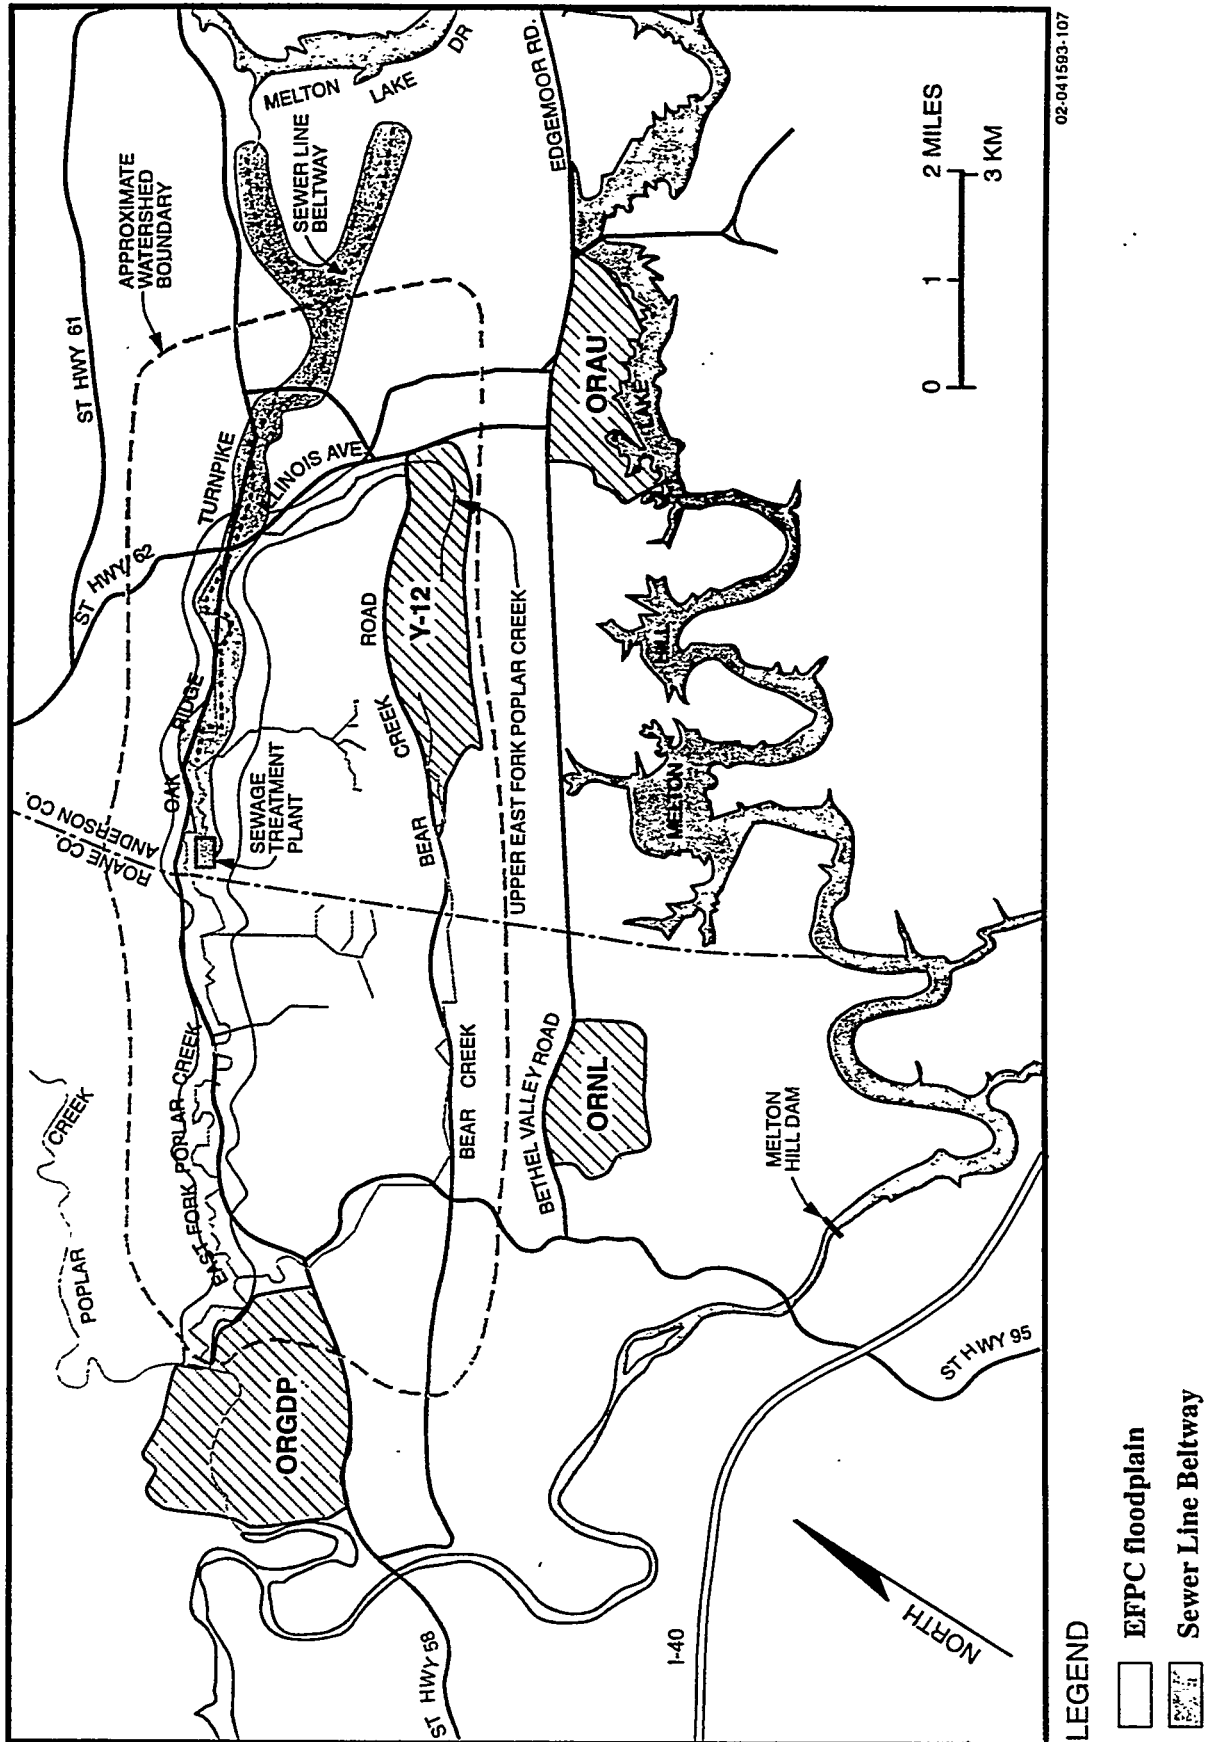 ST HWY 61
APPROXIMATE
WATERSHED
BOUNDARY
MELTON
LAKE
DR
SEWER LINE
BELTWAY
EDGEMOOR RD.
ST HWY 62
TURNPIKE
ILLINOIS AVE
RIDGE
OAK
ROANE CO.
ANDERSON CO.
SEWAGE
TREATMENT
PLANT
ROAD
CREEK
BEAR
Y-12
UPPER EAST FORK POPLAR CREEK
ORAU
LAKE
HILL
MELTON
POPLAR
CREEK
EAST FORK POPLAR CREEK
BEAR CREEK
BETHEL VALLEY ROAD
ORNL
MELTON
HILL DAM
ORGDP
ST HWY 58
ST HWY 95
I-40
NORTH
0
1
2 MILES
3 KM
02-041593-107
LEGEND
EFPC floodplain
Sewer Line Beltway